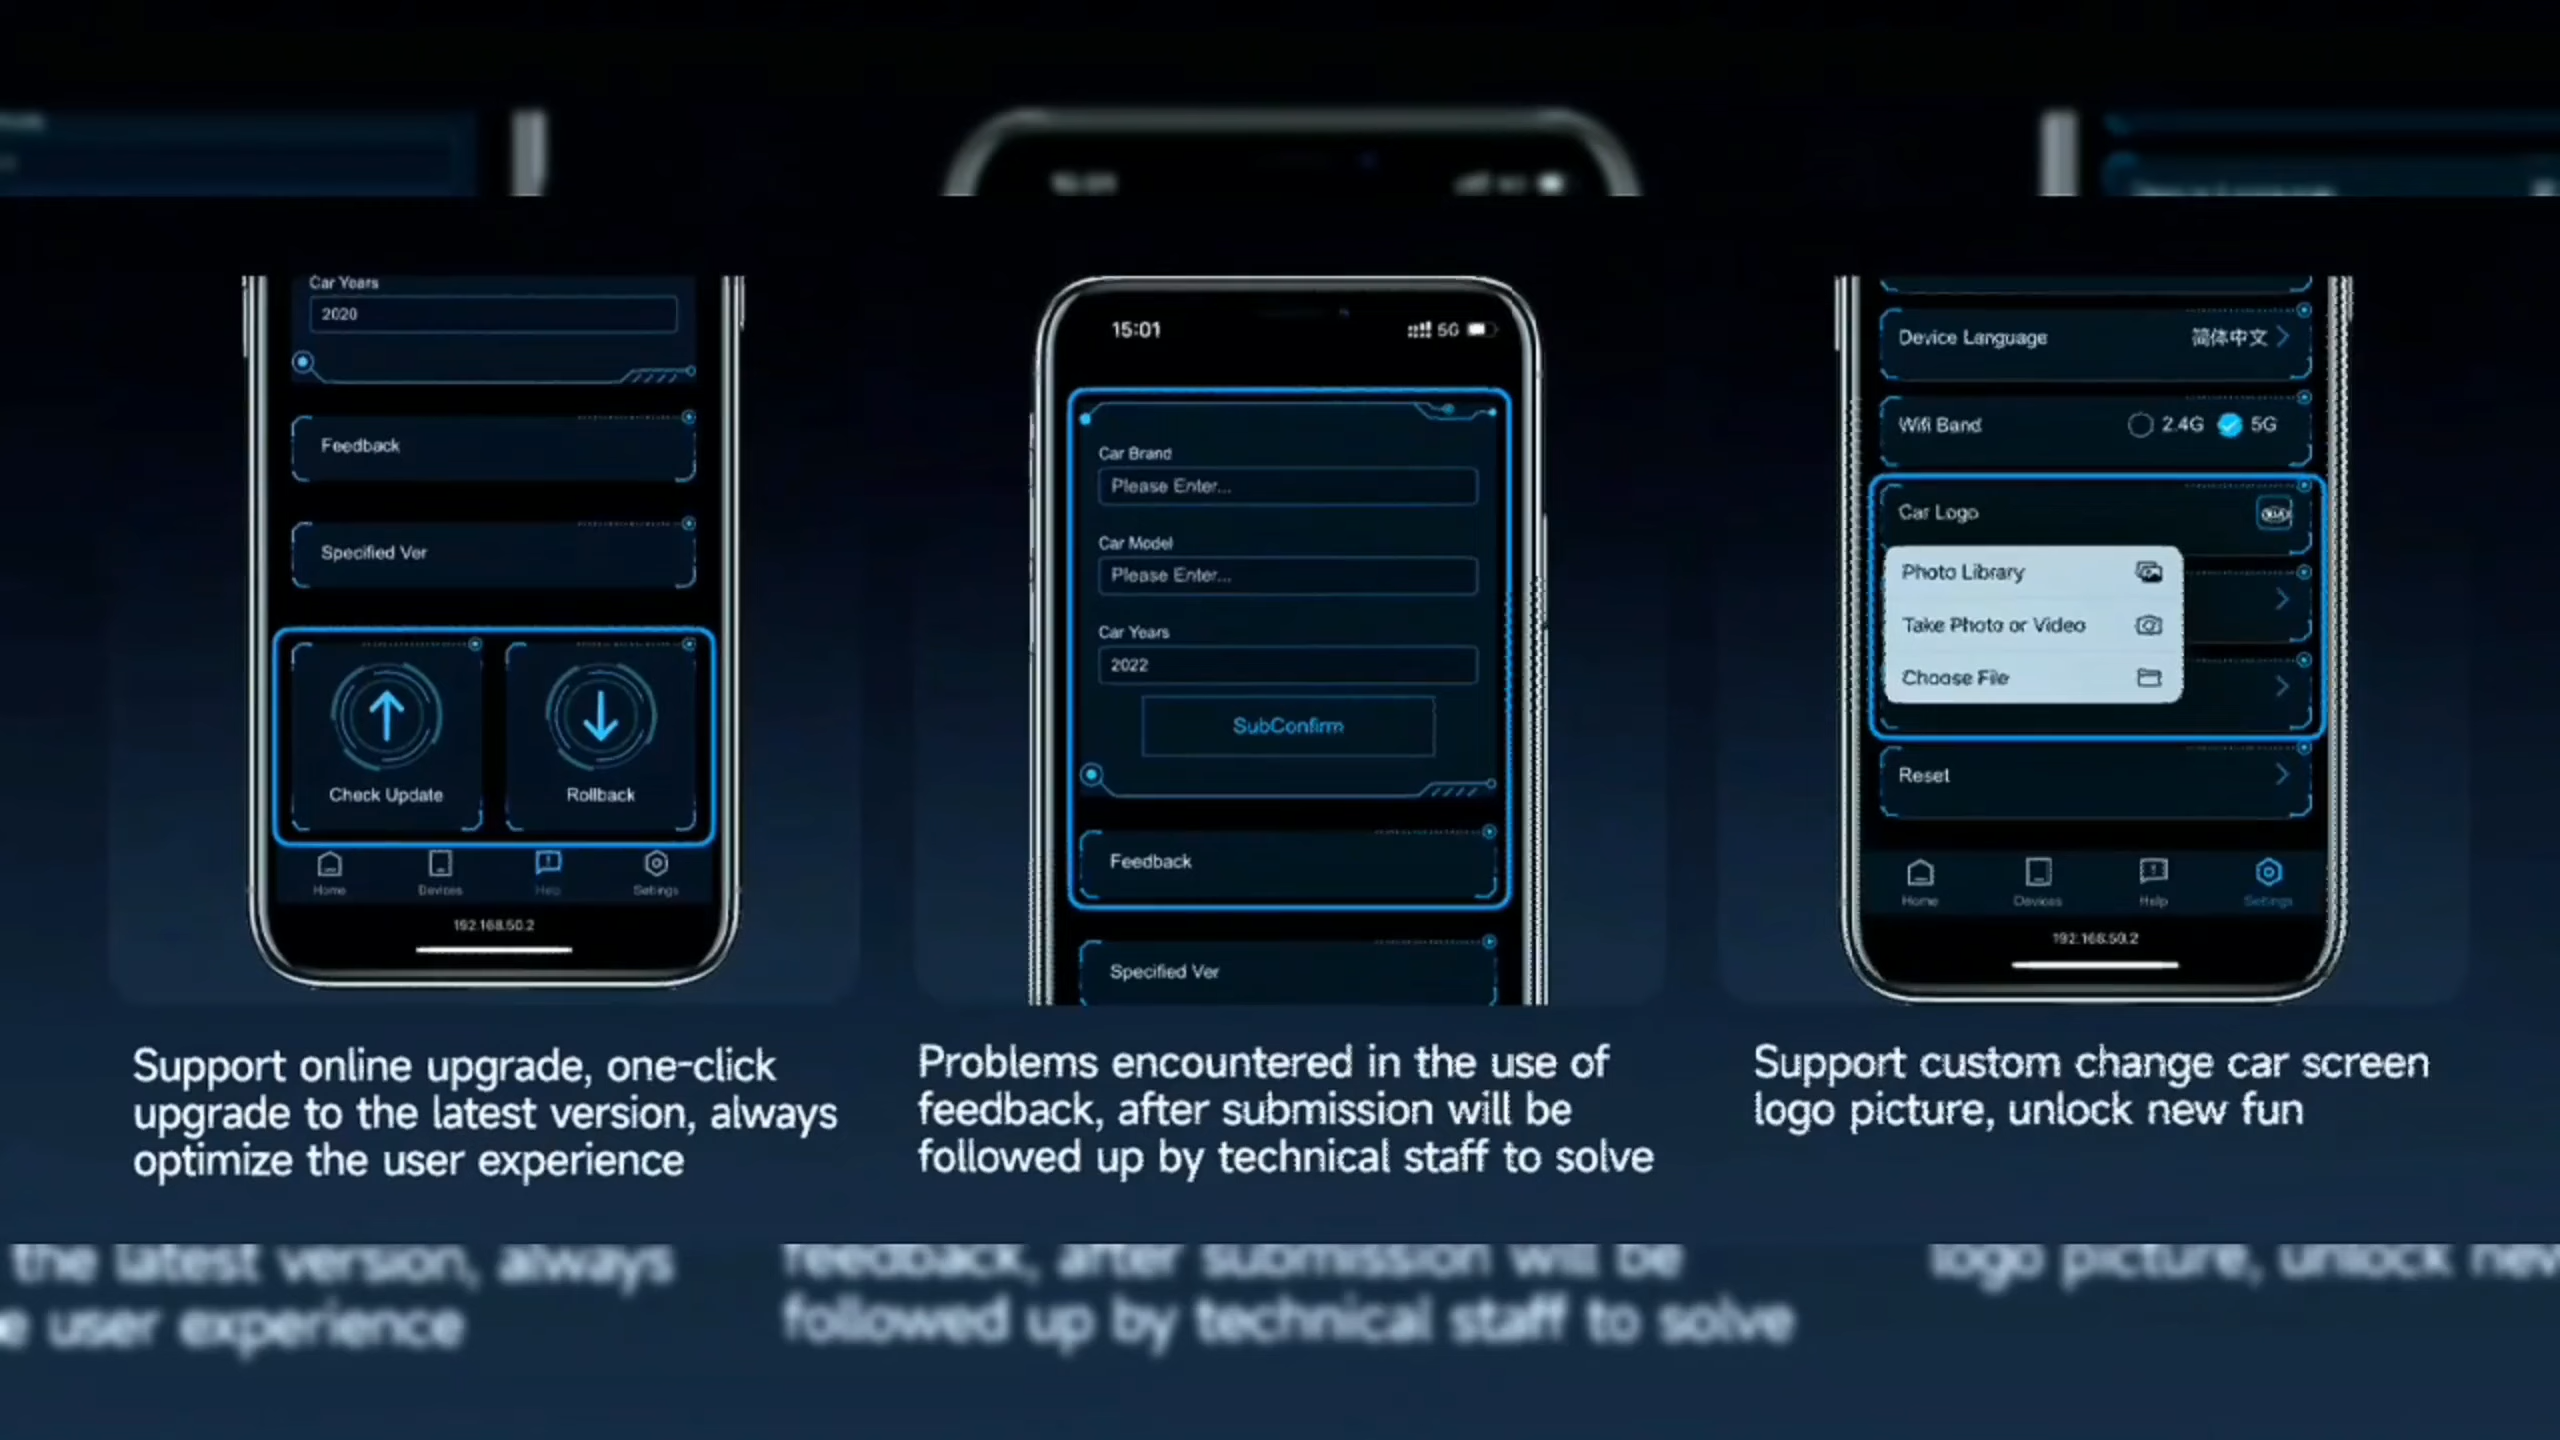 Car Years
2020
Feedback
Specified Ver
Check Update
Rollback
Home
Devices
Help
Settings
192.168.50.2
Support online upgrade, one-click
upgrade to the latest version, always
optimize the user experience
15:01
5G
Car Brand
Please Enter...
Car Model
Please Enter...
Car Years
2022
SubConfirm
Feedback
Specified Ver
Problems encountered in the use of
feedback, after submission will be
followed up by technical staff to solve
Device Language
简体中文
Wifi Band
2.4G
5G
Car Logo
Photo Library
Take Photo or Video
Choose File
Reset
Home
Devices
Help
Settings
192.168.50.2
Support custom change car screen
logo picture, unlock new fun
the latest version, always
user experience
feedback, after submission will be
followed up by technical staff to solve
logo picture, unlock new